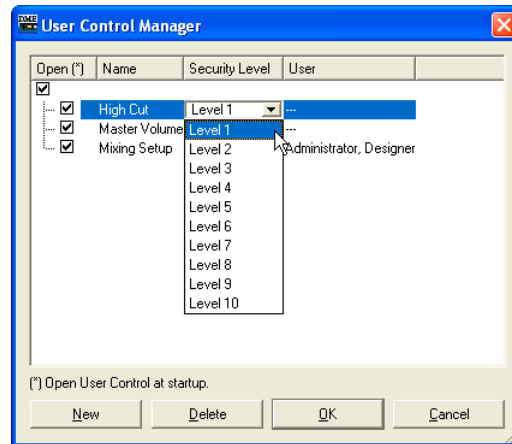 DME
User Control Manager
Open (*) Name Security Level User
High Cut Level 1 ---
Master Volume Level 1 ---
Level 2
Mixing Setup Administrator, Designer
Level 3
Level 4
Level 5
Level 6
Level 7
Level 8
Level 9
Level 10
(*) Open User Control at startup.
New Delete OK Cancel